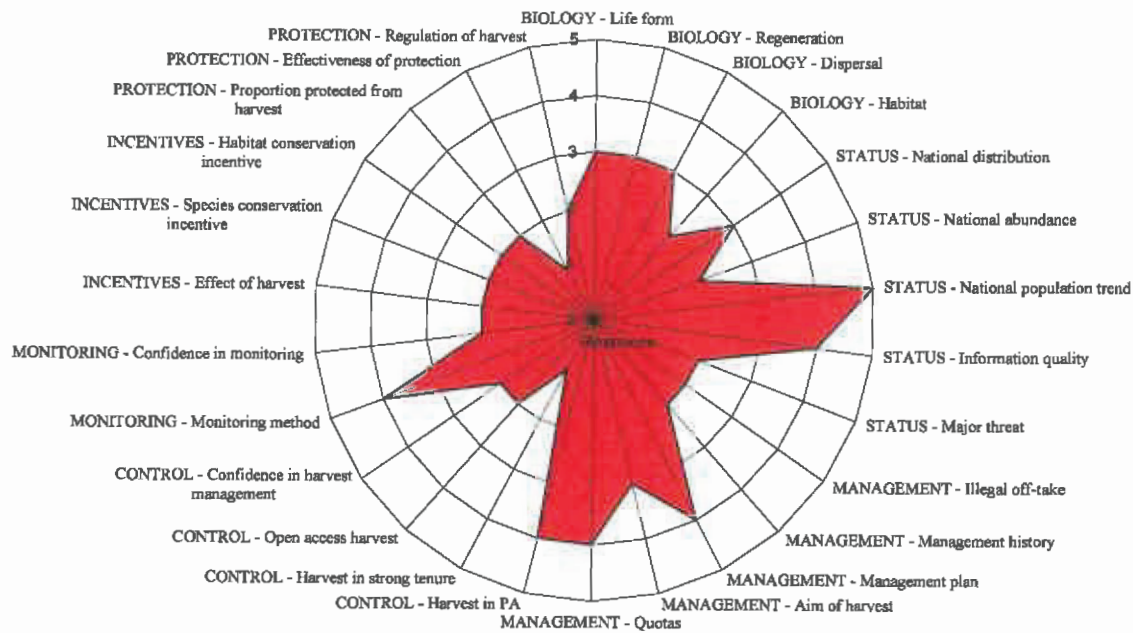 BIOLOGY - Life form
PROTECTION - Regulation of harvest
BIOLOGY - Regeneration
PROTECTION - Effectiveness of protection
BIOLOGY - Dispersal
PROTECTION - Proportion protected from
harvest
BIOLOGY - Habitat
INCENTIVES - Habitat conservation
incentive
STATUS - National distribution
INCENTIVES - Species conservation
incentive
STATUS - National abundance
INCENTIVES - Effect of harvest
STATUS - National population trend
MONITORING - Confidence in monitoring
STATUS - Information quality
MONITORING - Monitoring method
STATUS - Major threat
CONTROL - Confidence in harvest
management
MANAGEMENT - Illegal off-take
CONTROL - Open access harvest
MANAGEMENT - Management history
CONTROL - Harvest in strong tenure
MANAGEMENT - Management plan
CONTROL - Harvest in PA
MANAGEMENT - Aim of harvest
MANAGEMENT - Quotas
5
4
3